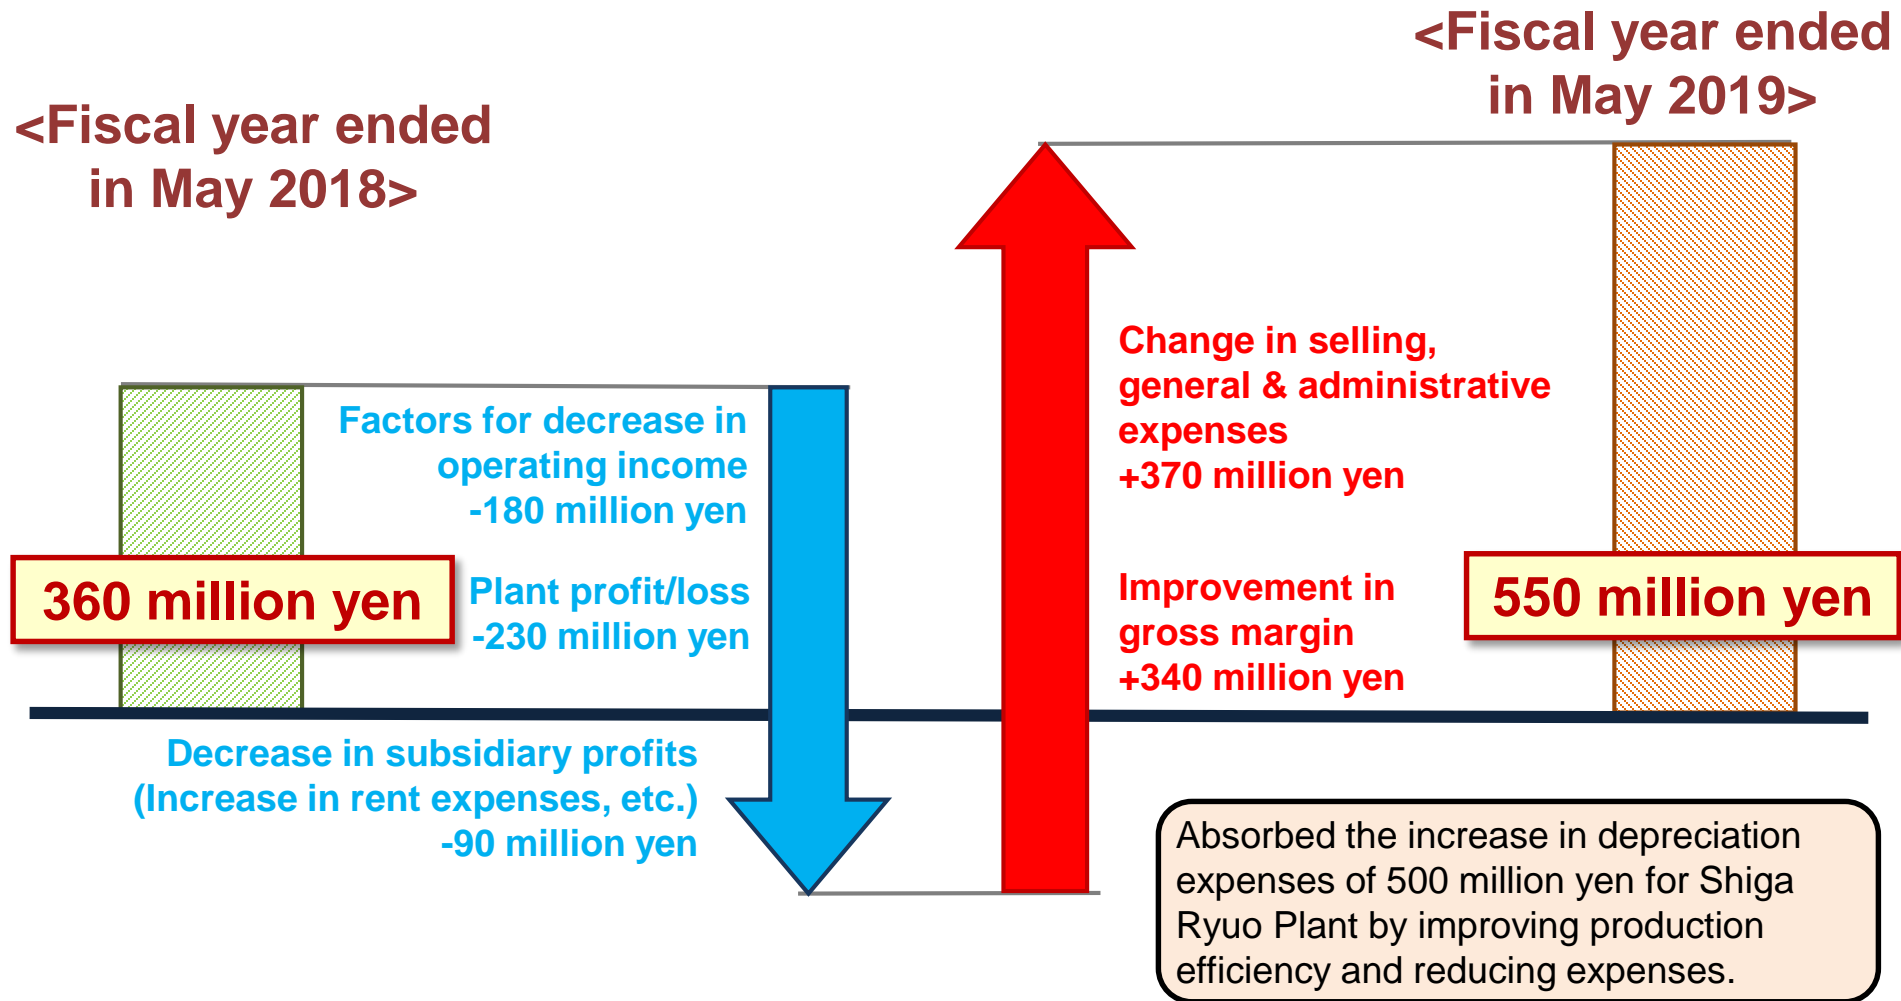 <Fiscal year ended
in May 2018>
<Fiscal year ended
in May 2019>
Factors for decrease in
operating income
-180 million yen
360 million yen
Plant profit/loss
-230 million yen
Decrease in subsidiary profits
(Increase in rent expenses, etc.)
-90 million yen
Change in selling,
general & administrative
expenses
+370 million yen
Improvement in
gross margin
+340 million yen
550 million yen
Absorbed the increase in depreciation
expenses of 500 million yen for Shiga
Ryuo Plant by improving production
efficiency and reducing expenses.